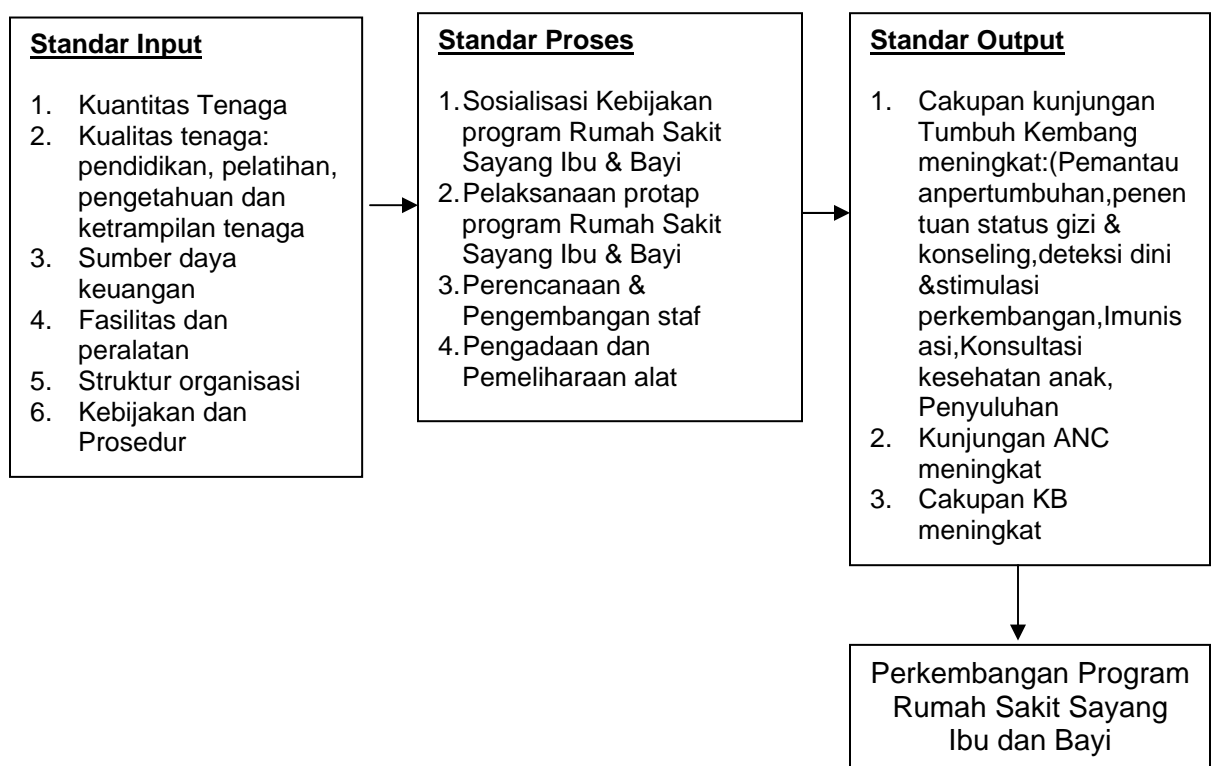 Standar Input
1. Kuantitas Tenaga
2. Kualitas tenaga:
pendidikan, pelatihan,
pengetahuan dan
ketrampilan tenaga
3. Sumber daya
keuangan
4. Fasilitas dan
peralatan
5. Struktur organisasi
6. Kebijakan dan
Prosedur
Standar Proses
1. Sosialisasi Kebijakan
program Rumah Sakit
Sayang Ibu & Bayi
2. Pelaksanaan protap
program Rumah Sakit
Sayang Ibu & Bayi
3. Perencanaan &
Pengembangan staf
4. Pengadaan dan
Pemeliharaan alat
Standar Output
1. Cakupan kunjungan
Tumbuh Kembang
meningkat:(Pemantau
anpertumbuhan,penen
tuan status gizi &
konseling,deteksi dini
&stimulasi
perkembangan,Imunis
asi,Konsultasi
kesehatan anak,
Penyuluhan
2. Kunjungan ANC
meningkat
3. Cakupan KB
meningkat
Perkembangan Program
Rumah Sakit Sayang
Ibu dan Bayi